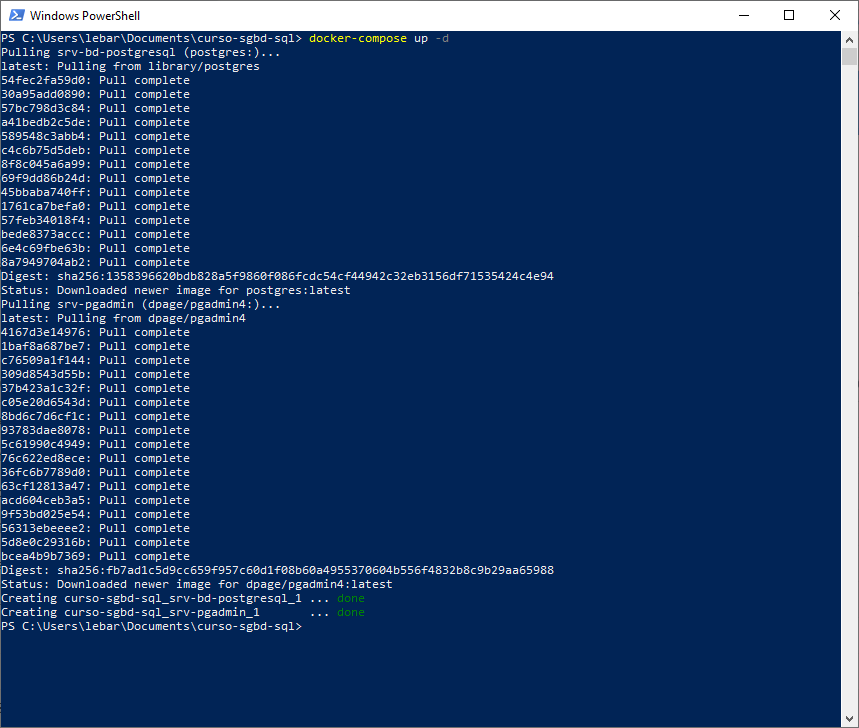 Windows PowerShell
PS C:\Users\lebar\Documents\curso-sgbd-sql> docker-compose up -d
Pulling srv-bd-postgresql (postgres:)...
latest: Pulling from library/postgres
54fec2fa59d0: Pull complete
30a95add0890: Pull complete
57bc798d3c84: Pull complete
a41bedb2c5de: Pull complete
589548c3abb4: Pull complete
c4c6b75d5deb: Pull complete
8f8c045a6a99: Pull complete
69f9dd86b24d: Pull complete
45bbaba740ff: Pull complete
1761ca7befa0: Pull complete
57feb34018f4: Pull complete
bede8373accc: Pull complete
6e4c69fbe63b: Pull complete
8a7949704ab2: Pull complete
Digest: sha256:1358396620bdb828a5f9860f086fcdc54cf44942c32eb3156df71535424c4e94
Status: Downloaded newer image for postgres:latest
Pulling srv-pgadmin (dpage/pgadmin4:)...
latest: Pulling from dpage/pgadmin4
4167d3e14976: Pull complete
1baf8a687be7: Pull complete
c76509a1f144: Pull complete
309d8543d55b: Pull complete
37b423a1c32f: Pull complete
c05e20d6543d: Pull complete
8bd6c7d6cf1c: Pull complete
93783dae8078: Pull complete
5c61990c4949: Pull complete
76c622ed8ece: Pull complete
36fc6b7789d0: Pull complete
63cf12813a47: Pull complete
acd604ceb3a5: Pull complete
9f53bd025e54: Pull complete
56313ebeeee2: Pull complete
5d8e0c29316b: Pull complete
bcea4b9b7369: Pull complete
Digest: sha256:fb7ad1c5d9cc659f957c60d1f08b60a4955370604b556f4832b8c9b29aa65988
Status: Downloaded newer image for dpage/pgadmin4:latest
Creating curso-sgbd-sql_srv-bd-postgresql_1 ... done
Creating curso-sgbd-sql_srv-pgadmin_1       ... done
PS C:\Users\lebar\Documents\curso-sgbd-sql>